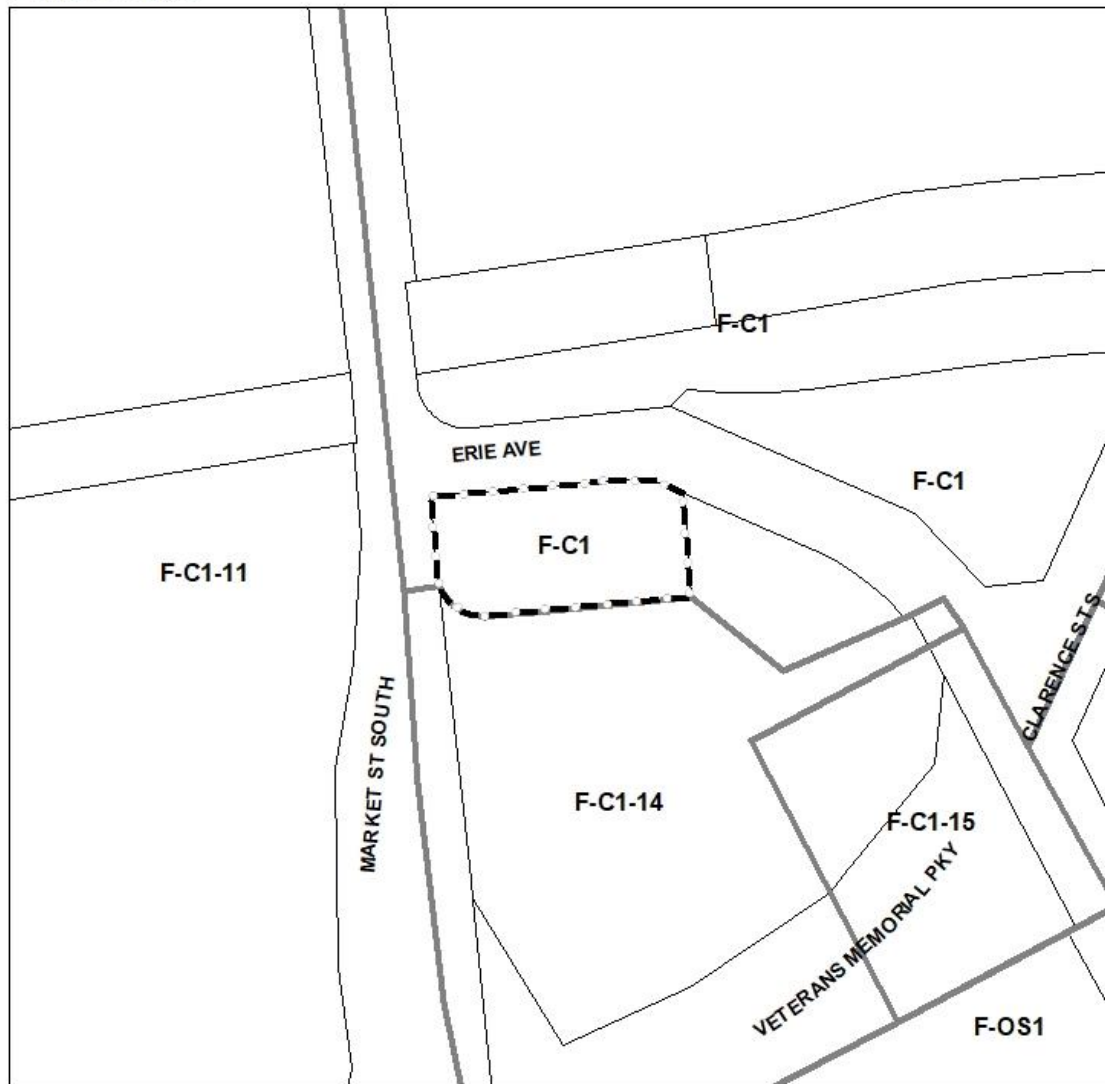 F-C1
ERIE AVE
F-C1
F-C1
F-C1-11
CLARENCE ST S
MARKET ST SOUTH
F-C1-14
F-C1-15
VETERANS MEMORIAL PKY
F-OS1